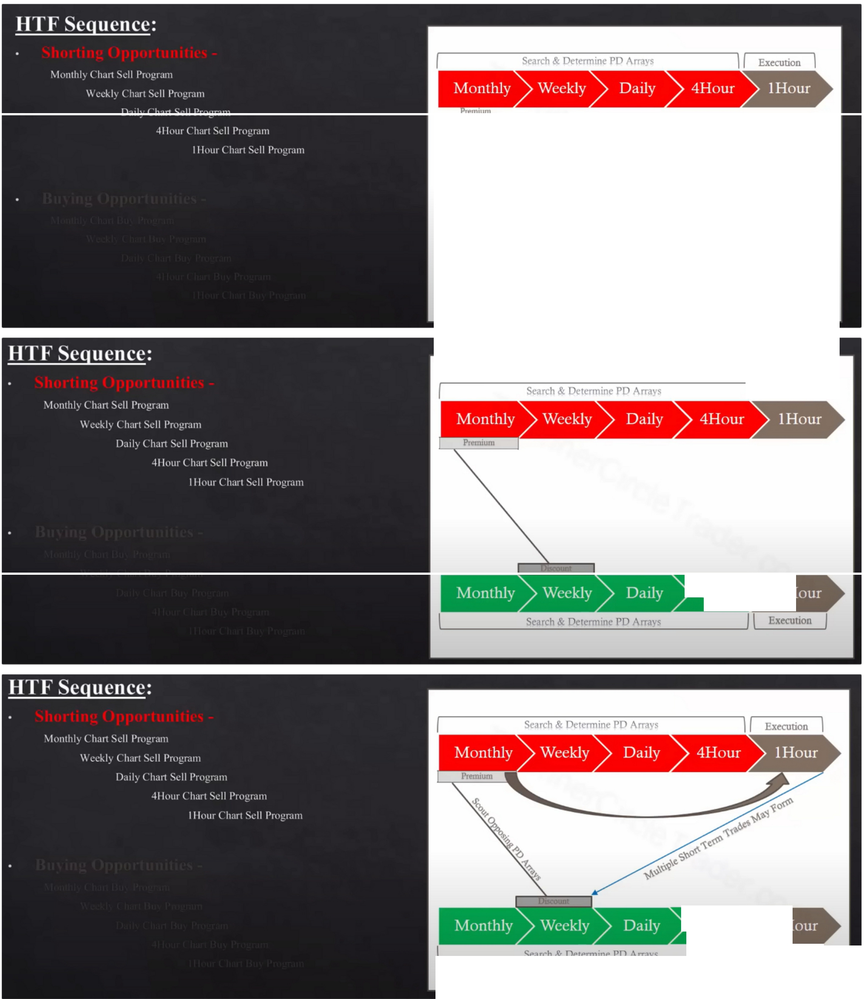 HTF Sequence:
• Shorting Opportunities -
Monthly Chart Sell Program
Weekly Chart Sell Program
Daily Chart Sell Program
4Hour Chart Sell Program
1Hour Chart Sell Program
• Buying Opportunities -
Monthly Chart Buy Program
Weekly Chart Buy Program
Daily Chart Buy Program
4Hour Chart Buy Program
1Hour Chart Buy Program
Search & Determine PD Arrays
Execution
Monthly Weekly Daily 4Hour 1Hour
Premium
HTF Sequence:
• Shorting Opportunities -
Monthly Chart Sell Program
Weekly Chart Sell Program
Daily Chart Sell Program
4Hour Chart Sell Program
1Hour Chart Sell Program
• Buying Opportunities -
Monthly Chart Buy Program
Weekly Chart Buy Program
Daily Chart Buy Program
4Hour Chart Buy Program
1Hour Chart Buy Program
Search & Determine PD Arrays
Monthly Weekly Daily 4Hour 1Hour
Premium
Discount
Monthly Weekly Daily our
Search & Determine PD Arrays
Execution
HTF Sequence:
• Shorting Opportunities -
Monthly Chart Sell Program
Weekly Chart Sell Program
Daily Chart Sell Program
4Hour Chart Sell Program
1Hour Chart Sell Program
• Buying Opportunities -
Monthly Chart Buy Program
Weekly Chart Buy Program
Daily Chart Buy Program
4Hour Chart Buy Program
1Hour Chart Buy Program
Search & Determine PD Arrays
Execution
Monthly Weekly Daily 4Hour 1Hour
Premium
Scout Opposing PD Arrays
Multiple Short Term Trades May Form
Discount
Monthly Weekly Daily our
Search & Determine PD Arrays